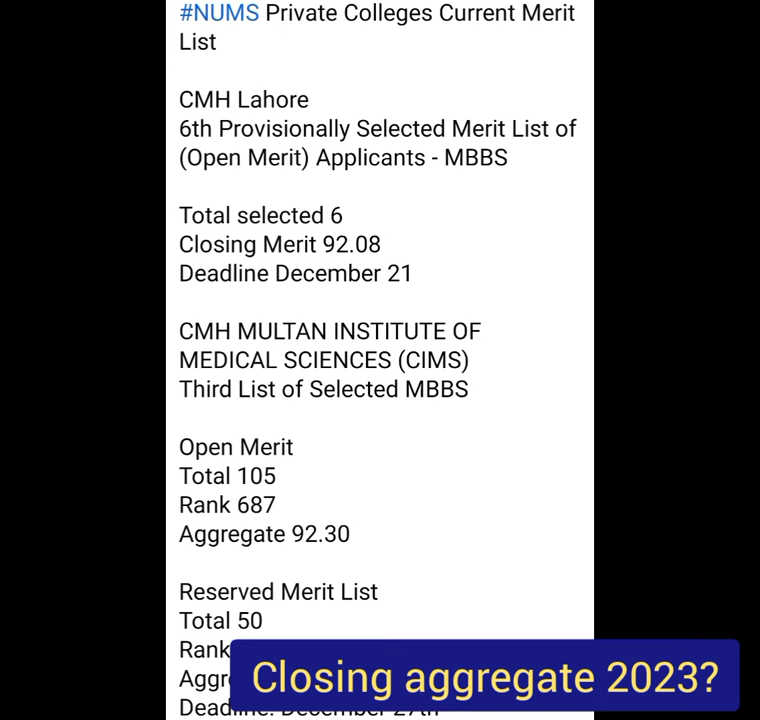 #NUMS Private Colleges Current Merit
List
CMH Lahore
6th Provisionally Selected Merit List of
(Open Merit) Applicants - MBBS
Total selected 6
Closing Merit 92.08
Deadline December 21
CMH MULTAN INSTITUTE OF
MEDICAL SCIENCES (CIMS)
Third List of Selected MBBS
Open Merit
Total 105
Rank 687
Aggregate 92.30
Reserved Merit List
Total 50
Rank
Closing aggregate 2023?